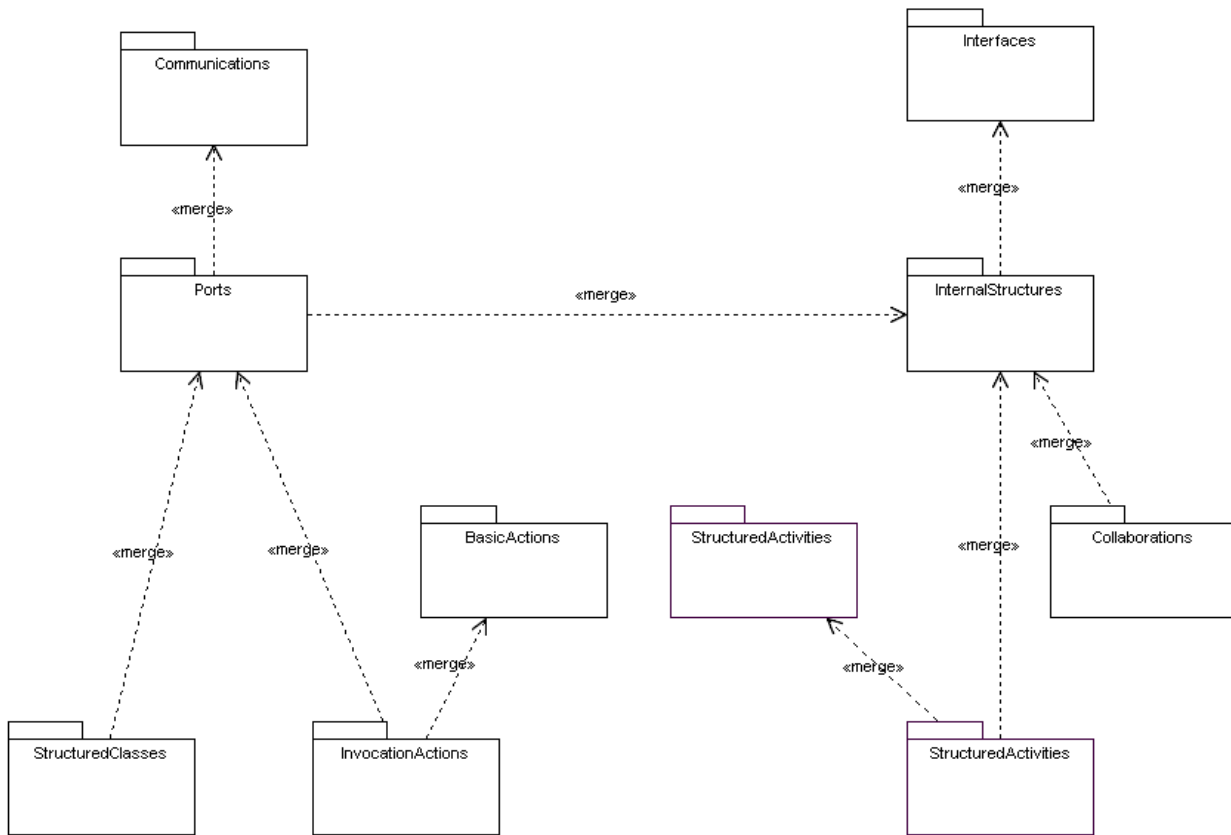 Communications
Interfaces
«merge»
«merge»
Ports
InternalStructures
«merge»
«merge»
BasicActions
StructuredActivities
Collaborations
«merge»
«merge»
«merge»
«merge»
«merge»
StructuredClasses
InvocationActions
StructuredActivities